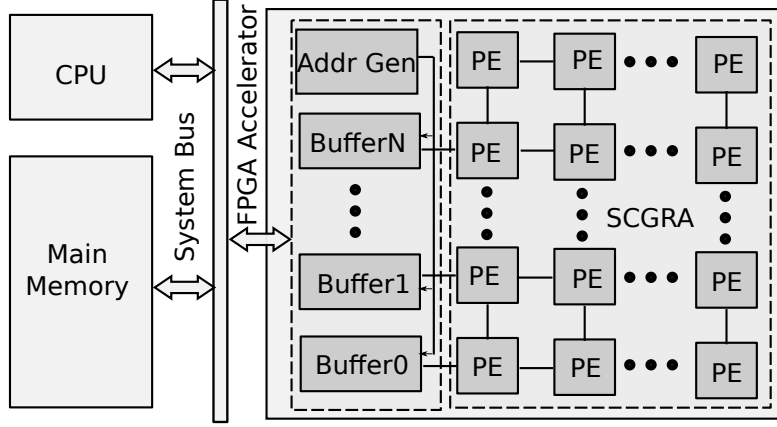 CPU
Main
Memory
System Bus
FPGA Accelerator
Addr Gen
BufferN
Buffer1
Buffer0
PE
PE
PE
PE
PE
PE
SCGRA
PE
PE
PE
PE
PE
PE